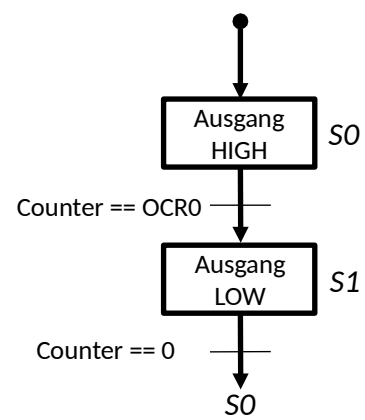 Ausgang
HIGH
S0
Counter == OCR0
Ausgang
LOW
S1
Counter == 0
S0